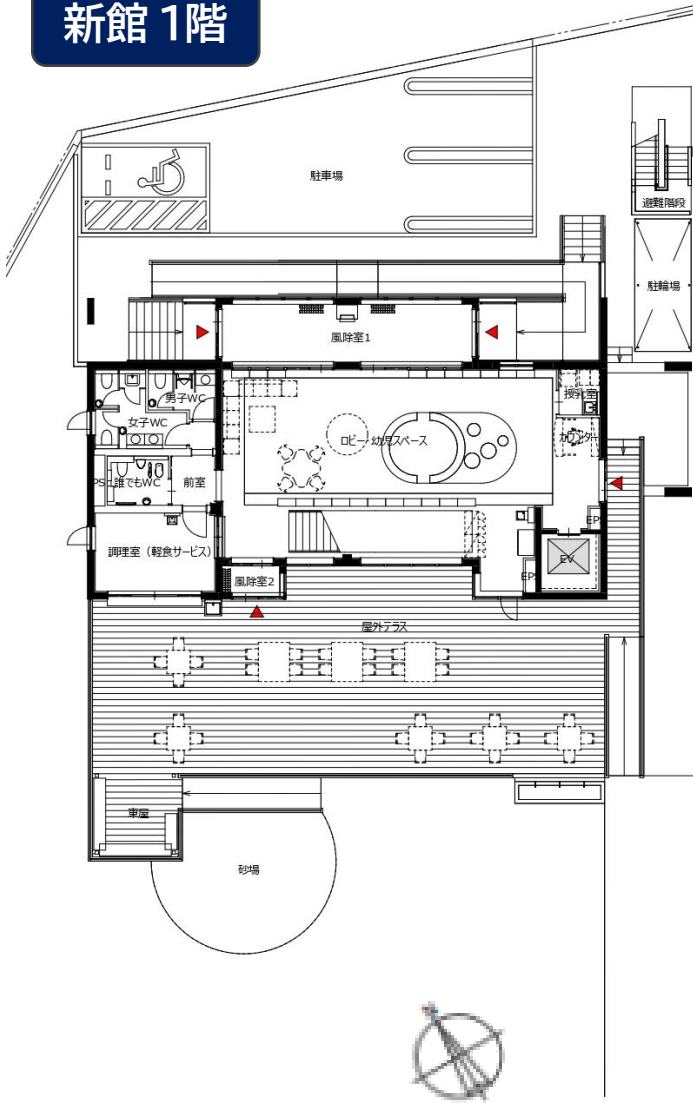 新館 1階
駐車場
避難階段
駐輪場
風除室1
男子WC
授乳室
女子WC
ロビー・幼児スペース
カウンター
PS
誰でもWC
前室
EPS
調理室（軽食サービス）
EV
風除室2
EPS
屋外テラス
東屋
砂場